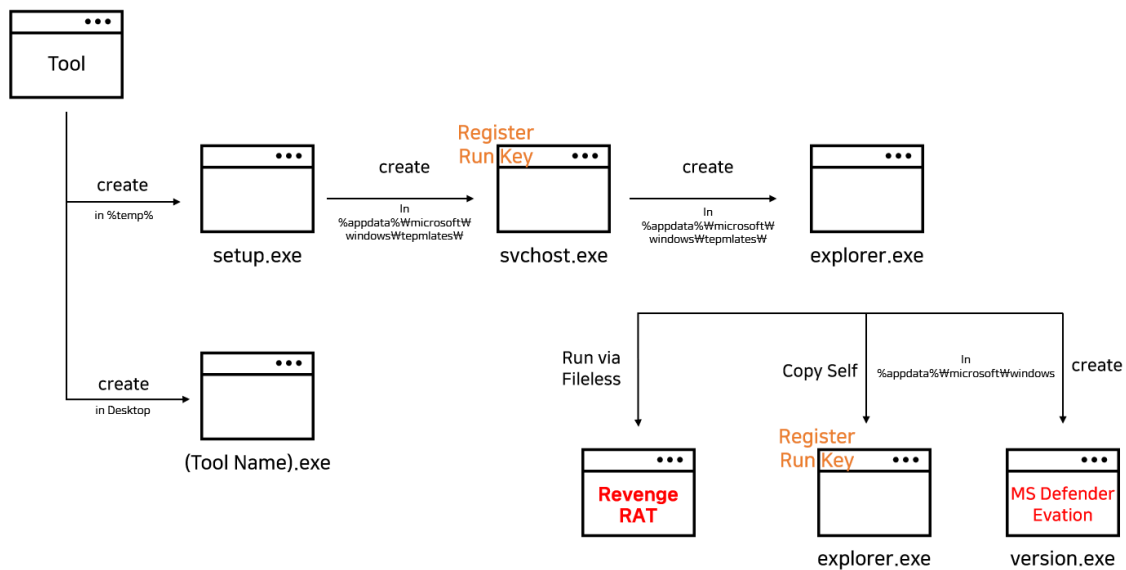 Tool
Register
Run Key
create
in %temp%
create
In
%appdata%₩microsoft₩
windows₩tepmlates₩
create
In
%appdata%₩microsoft₩
windows₩tepmlates₩
setup.exe
svchost.exe
explorer.exe
create
in Desktop
(Tool Name).exe
Run via
Fileless
Copy Self
In
%appdata%₩microsoft₩windows
create
Register
Run Key
Revenge
RAT
MS Defender
Evation
explorer.exe
version.exe